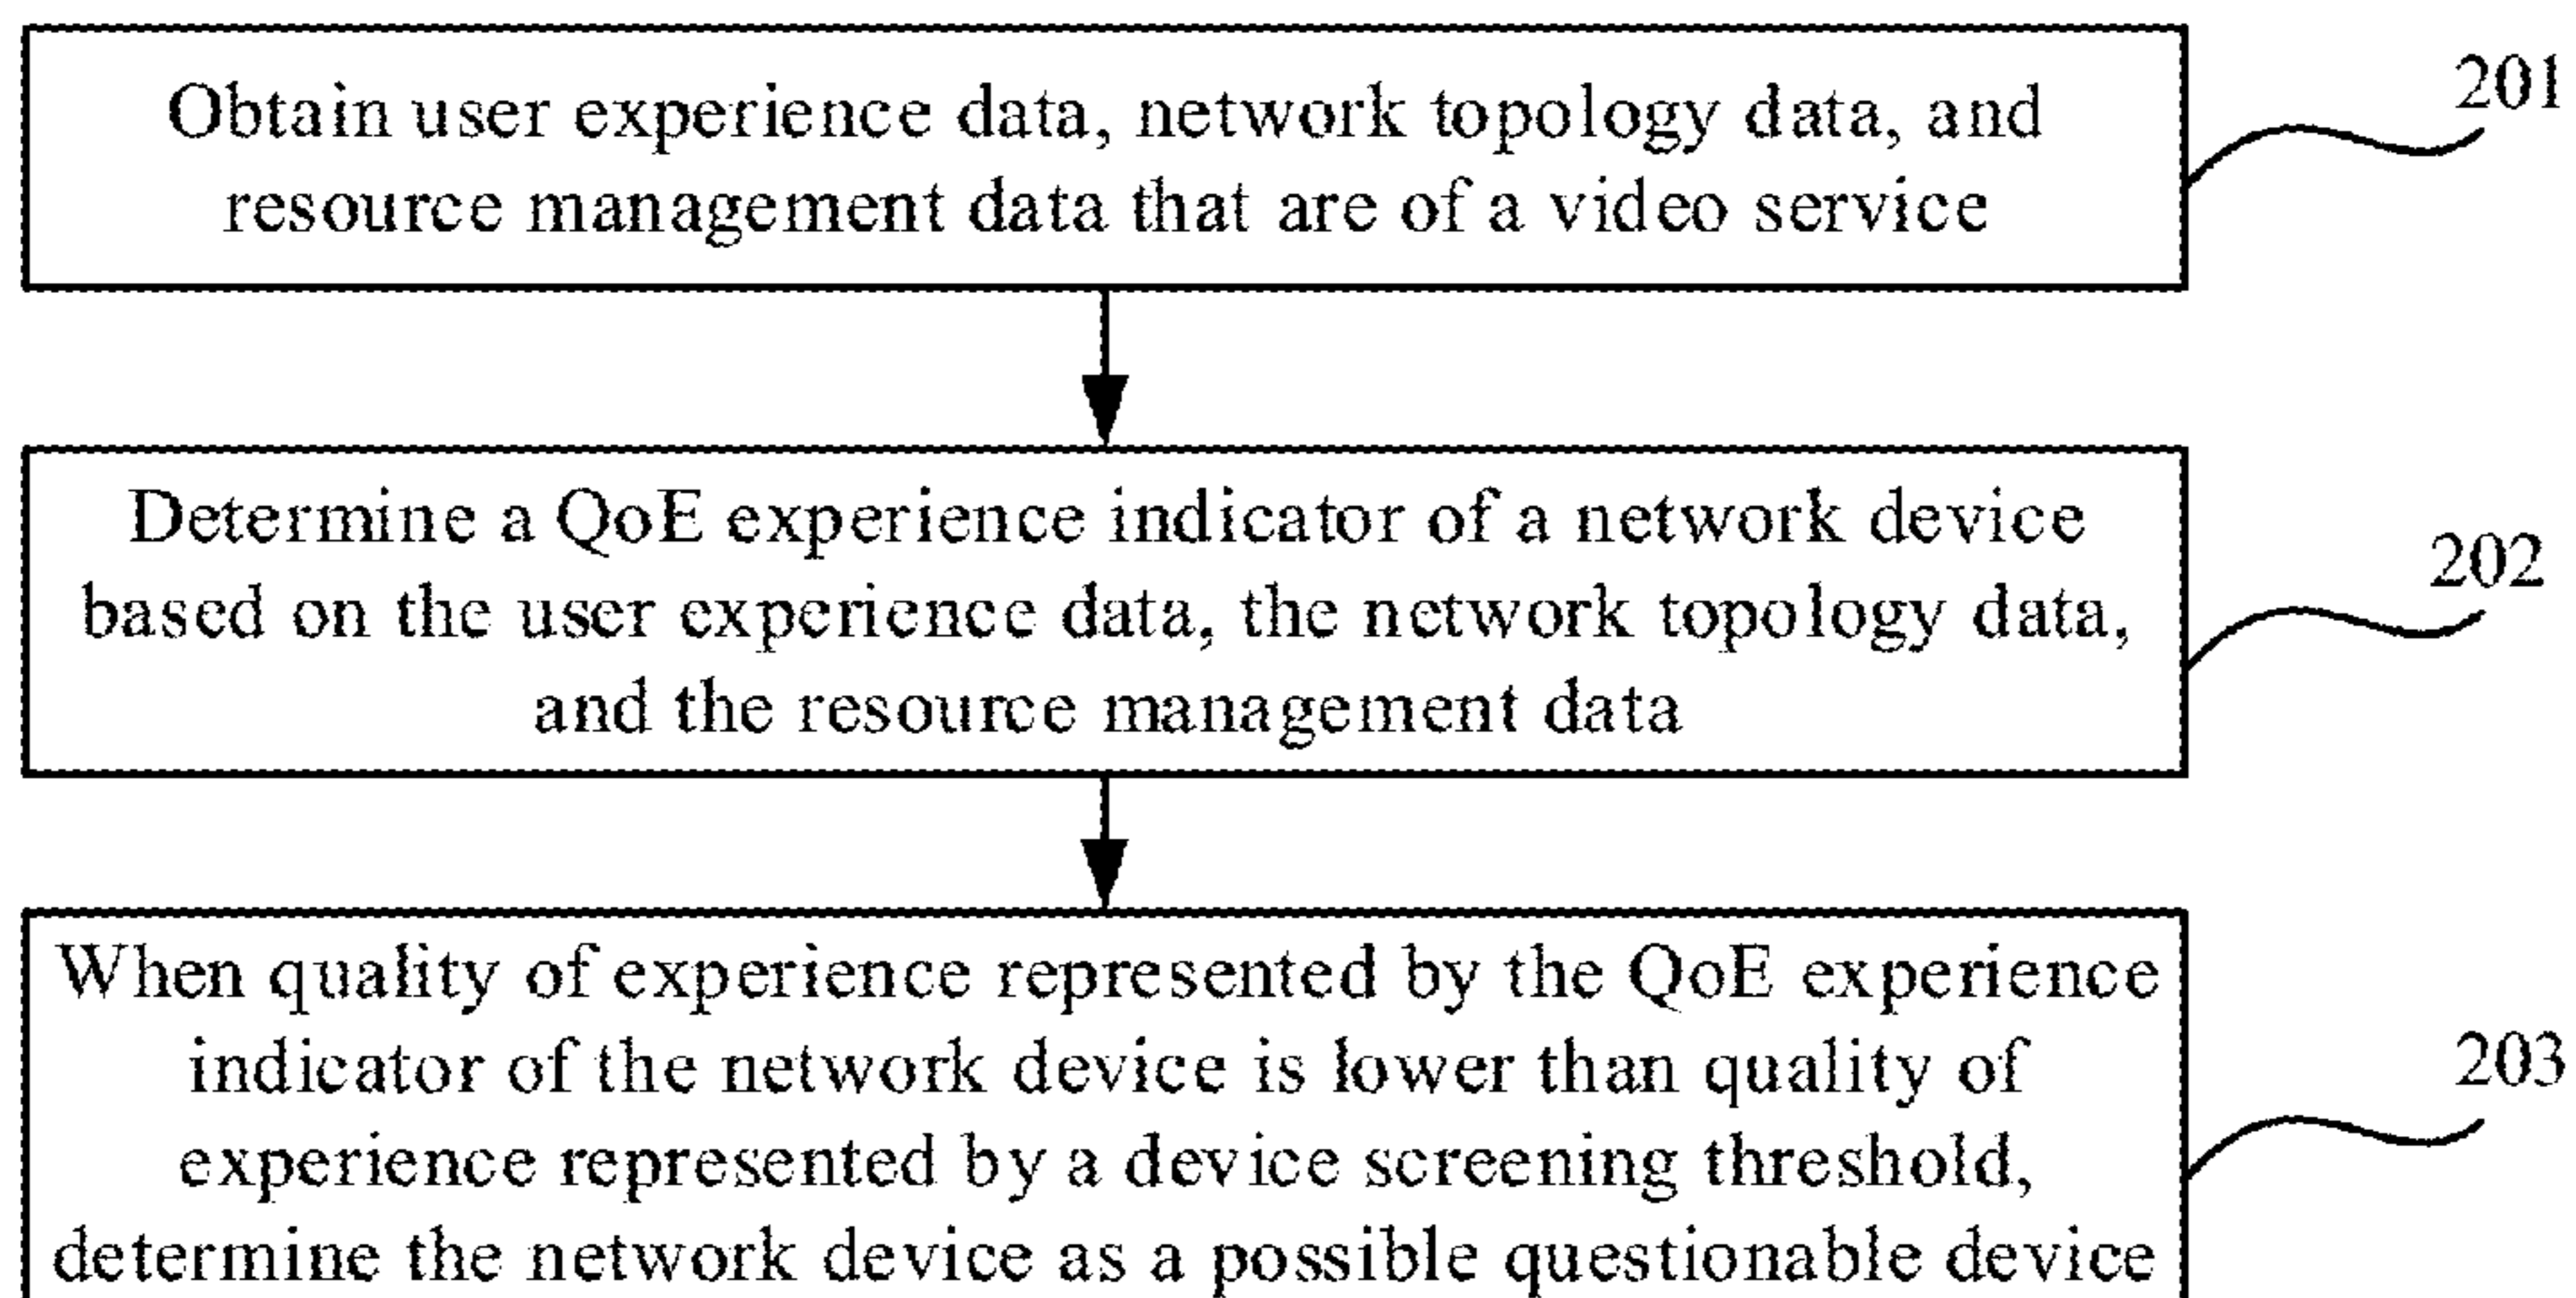 Obtain user experience data, network topology data, and
resource management data that are of a video service
201
Determine a QoE experience indicator of a network device
based on the user experience data, the network topology data,
and the resource management data
202
When quality of experience represented by the QoE experience
indicator of the network device is lower than quality of
experience represented by a device screening threshold,
determine the network device as a possible questionable device
203